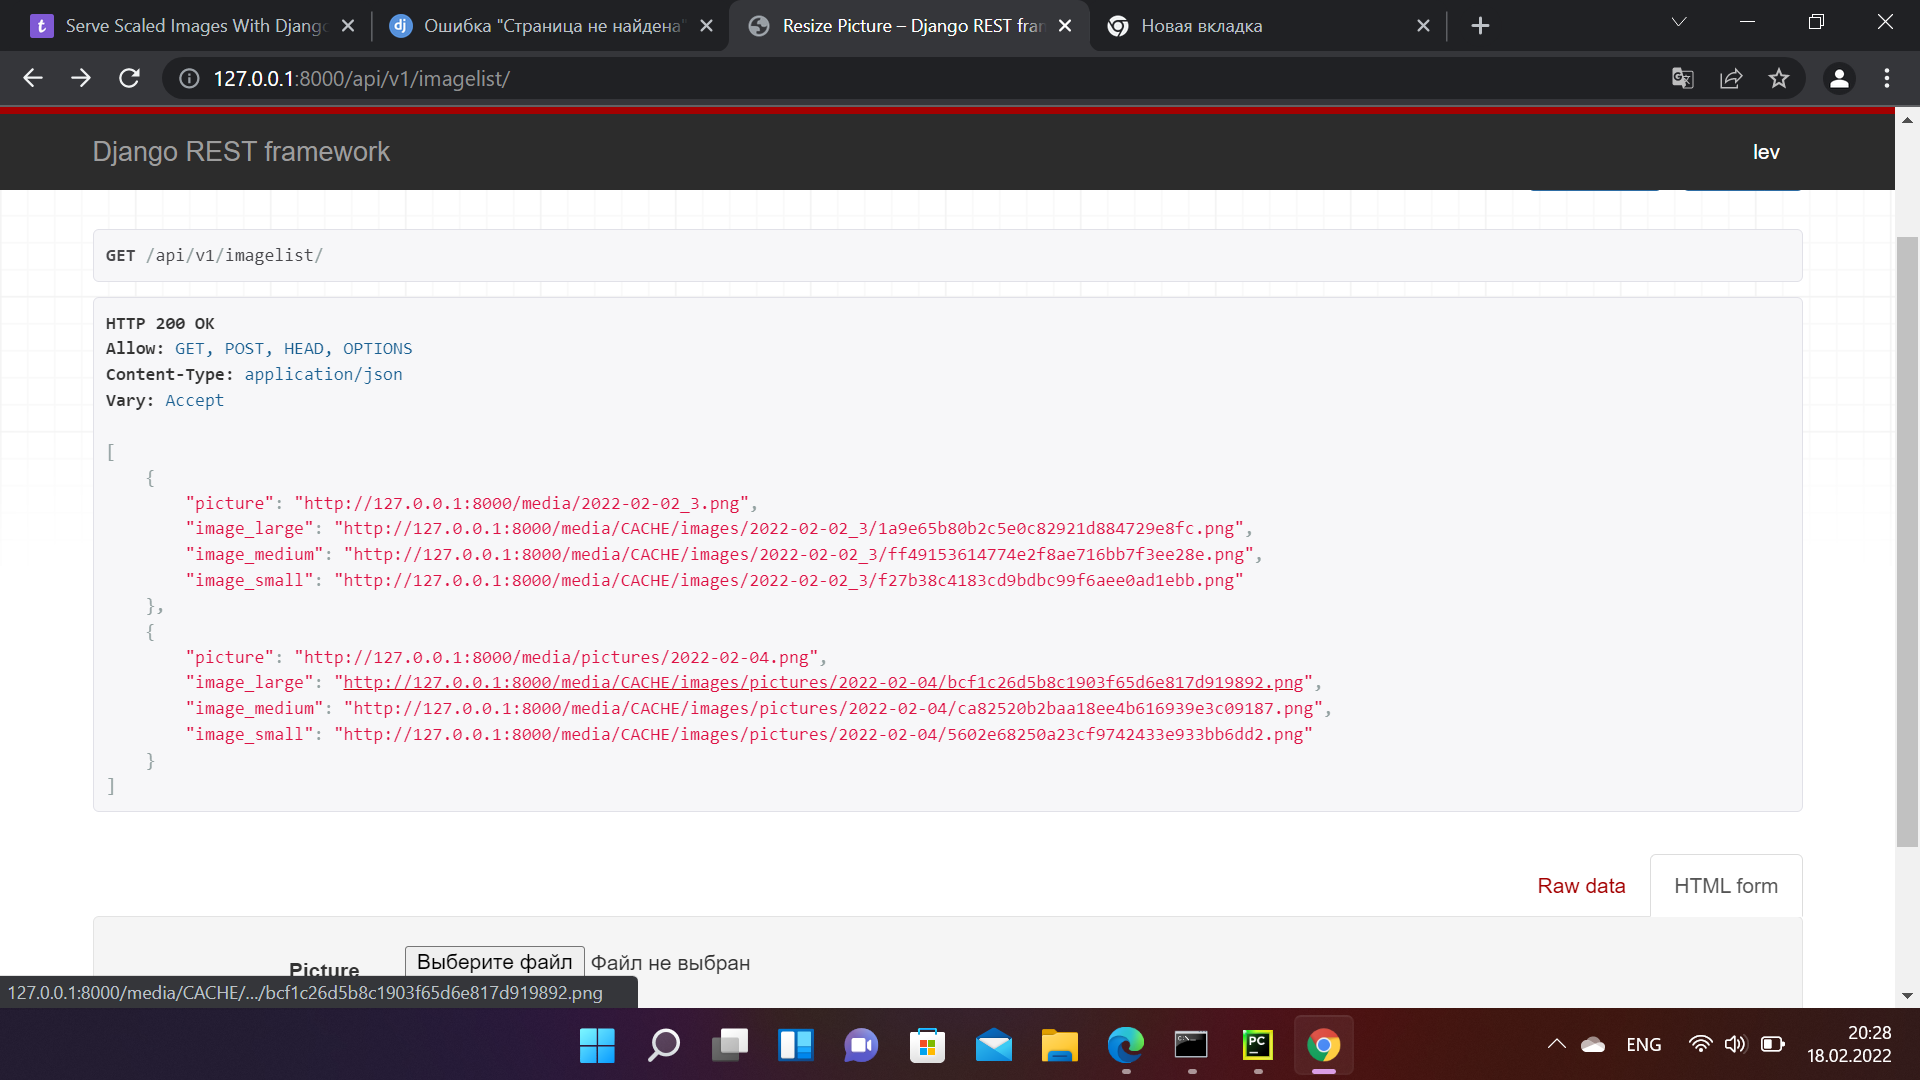 Serve Scaled Images With Django
Ошибка "Страница не найдена"
Resize Picture – Django REST fram
Новая вкладка
127.0.0.1:8000/api/v1/imagelist/
Django REST framework
lev
GET /api/v1/imagelist/
HTTP 200 OK
Allow: GET, POST, HEAD, OPTIONS
Content-Type: application/json
Vary: Accept
[
{
"picture": "http://127.0.0.1:8000/media/2022-02-02_3.png",
"image_large": "http://127.0.0.1:8000/media/CACHE/images/2022-02-02_3/1a9e65b80b2c5e0c82921d884729e8fc.png",
"image_medium": "http://127.0.0.1:8000/media/CACHE/images/2022-02-02_3/ff49153614774e2f8ae716bb7f3ee28e.png",
"image_small": "http://127.0.0.1:8000/media/CACHE/images/2022-02-02_3/f27b38c4183cd9bdbc99f6aee0ad1ebb.png"
},
{
"picture": "http://127.0.0.1:8000/media/pictures/2022-02-04.png",
"image_large": "http://127.0.0.1:8000/media/CACHE/images/pictures/2022-02-04/bcf1c26d5b8c1903f65d6e817d919892.png",
"image_medium": "http://127.0.0.1:8000/media/CACHE/images/pictures/2022-02-04/ca82520b2baa18ee4b616939e3c09187.png",
"image_small": "http://127.0.0.1:8000/media/CACHE/images/pictures/2022-02-04/5602e68250a23cf9742433e933bb6dd2.png"
}
]
Raw data
HTML form
Picture
Выберите файл Файл не выбран
127.0.0.1:8000/media/CACHE/.../bcf1c26d5b8c1903f65d6e817d919892.png
ENG
20:28
18.02.2022